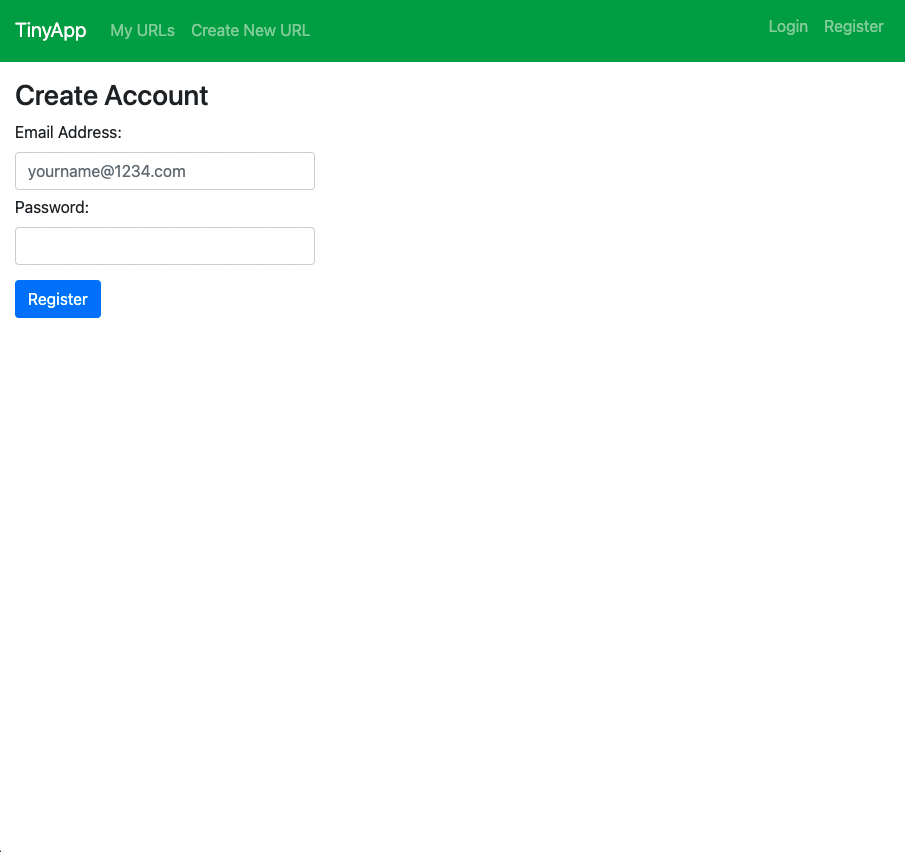 TinyApp My URLs Create New URL Login Register
Create Account
Email Address:
yourname@1234.com
Password:
Register